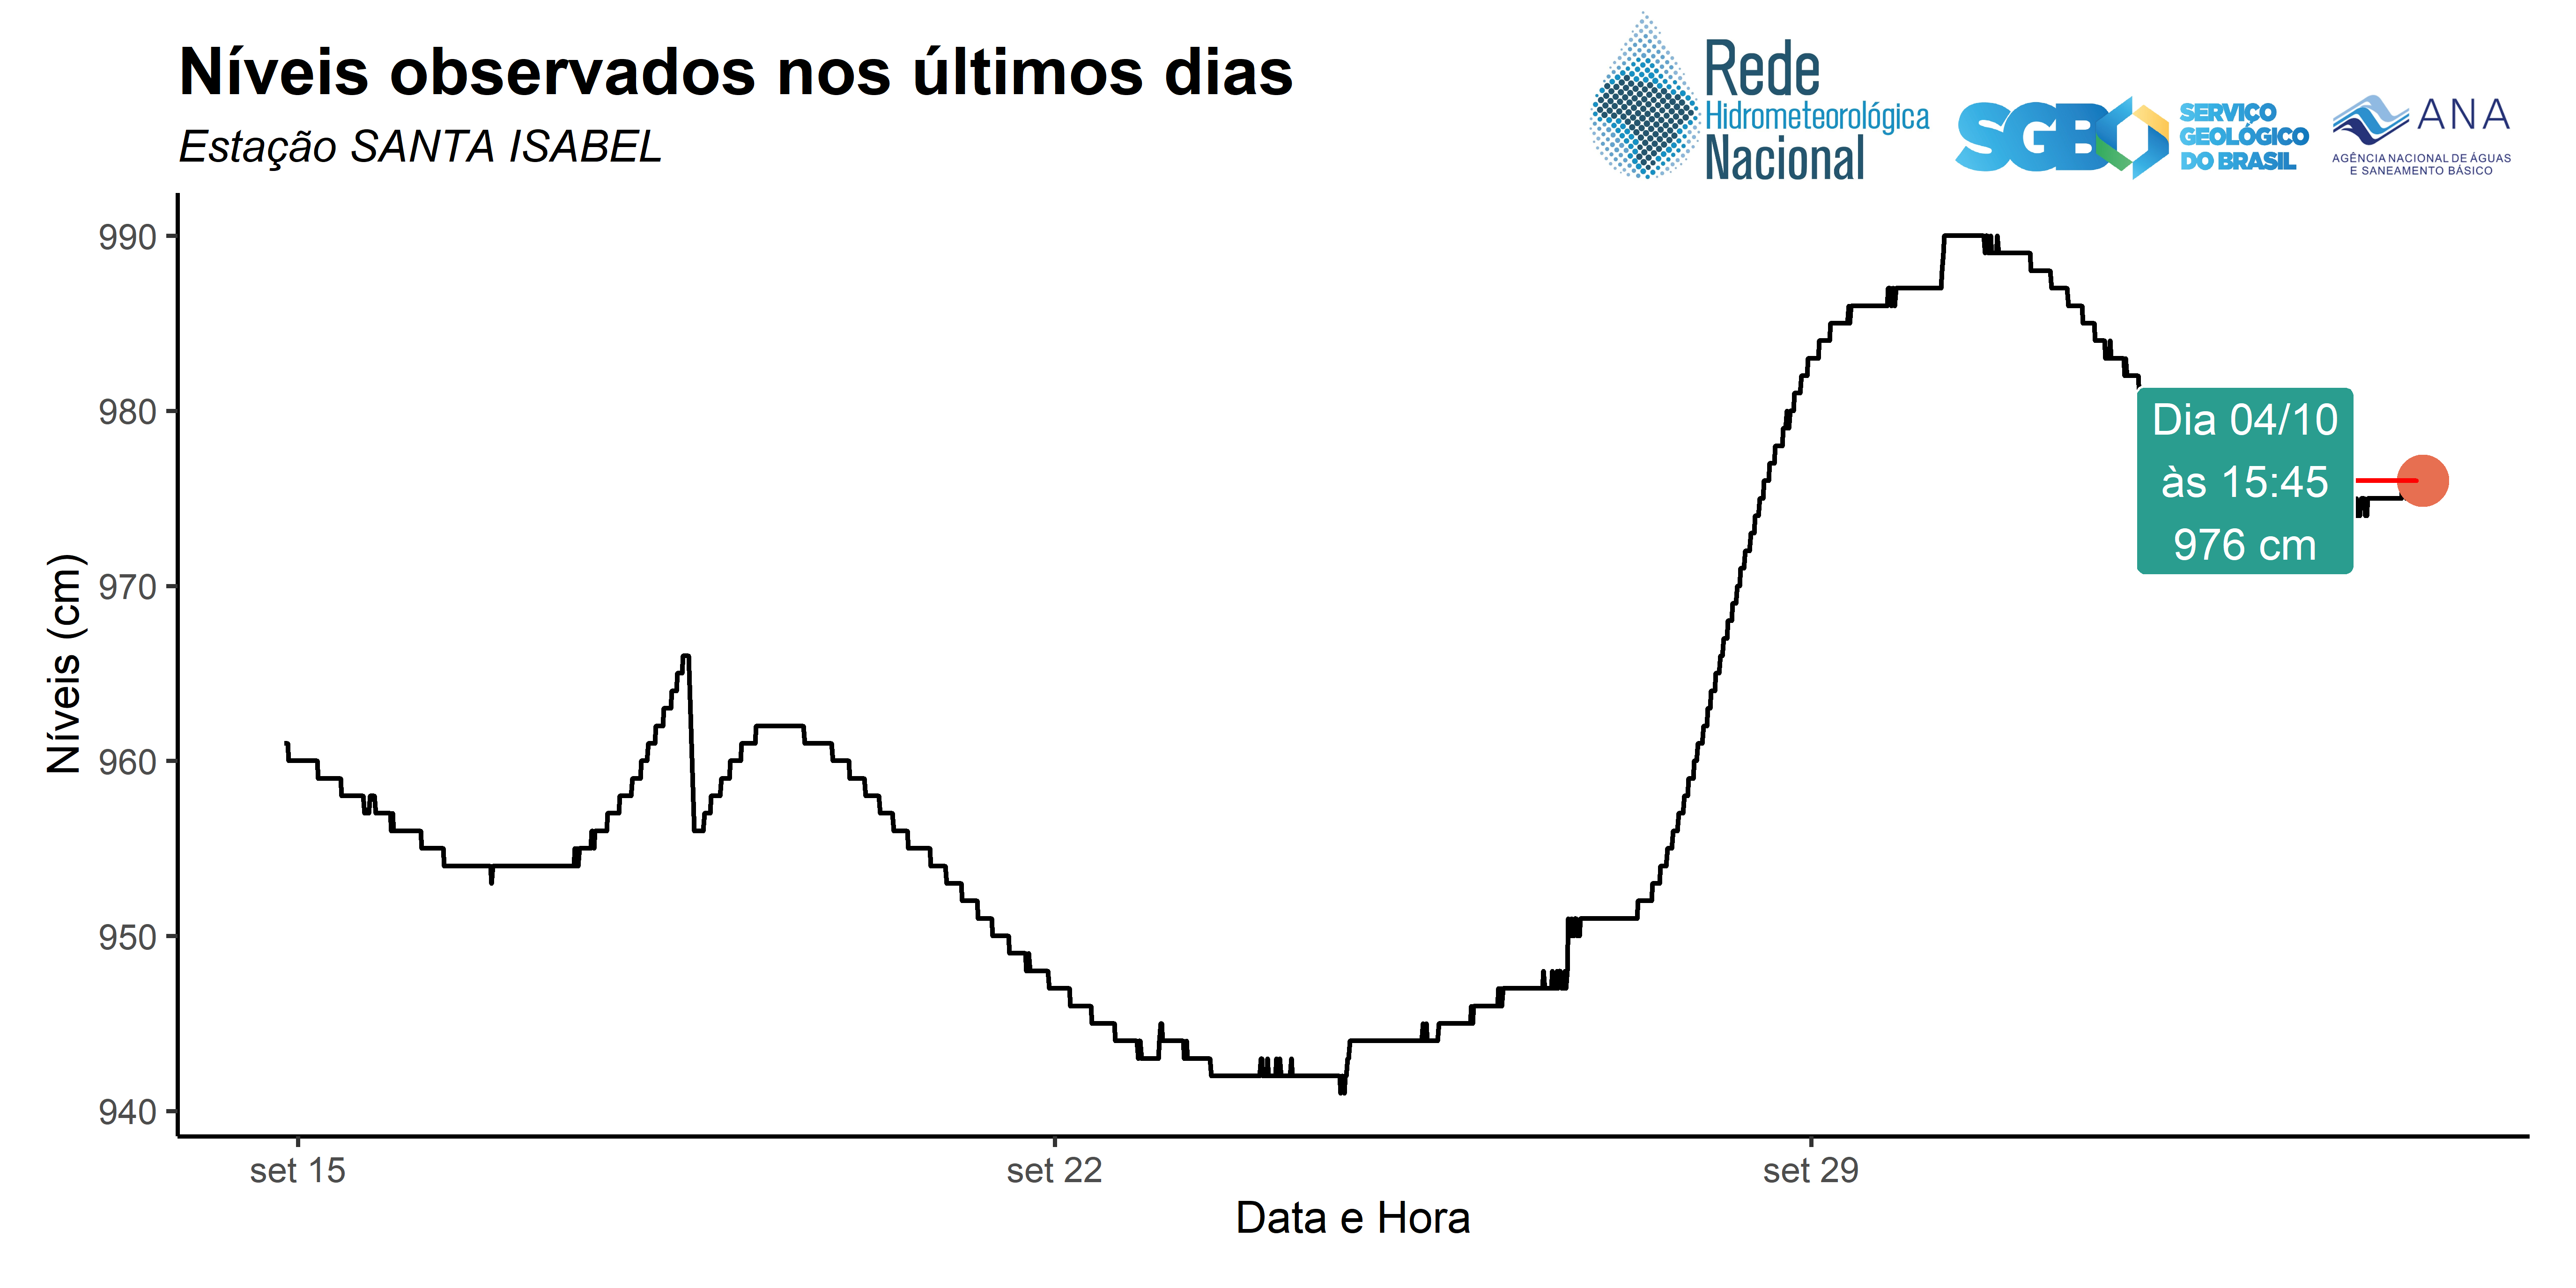 Níveis observados nos últimos dias
Estação SANTA ISABEL
Rede
Hidrometeorológica
Nacional
SGB
SERVIÇO
GEOLÓGICO
DO BRASIL
ANA
AGÊNCIA NACIONAL DE ÁGUAS
E SANEAMENTO BÁSICO
Níveis (cm)
990
980
970
960
950
940
Dia 04/10
às 15:45
976 cm
set 15
set 22
set 29
Data e Hora